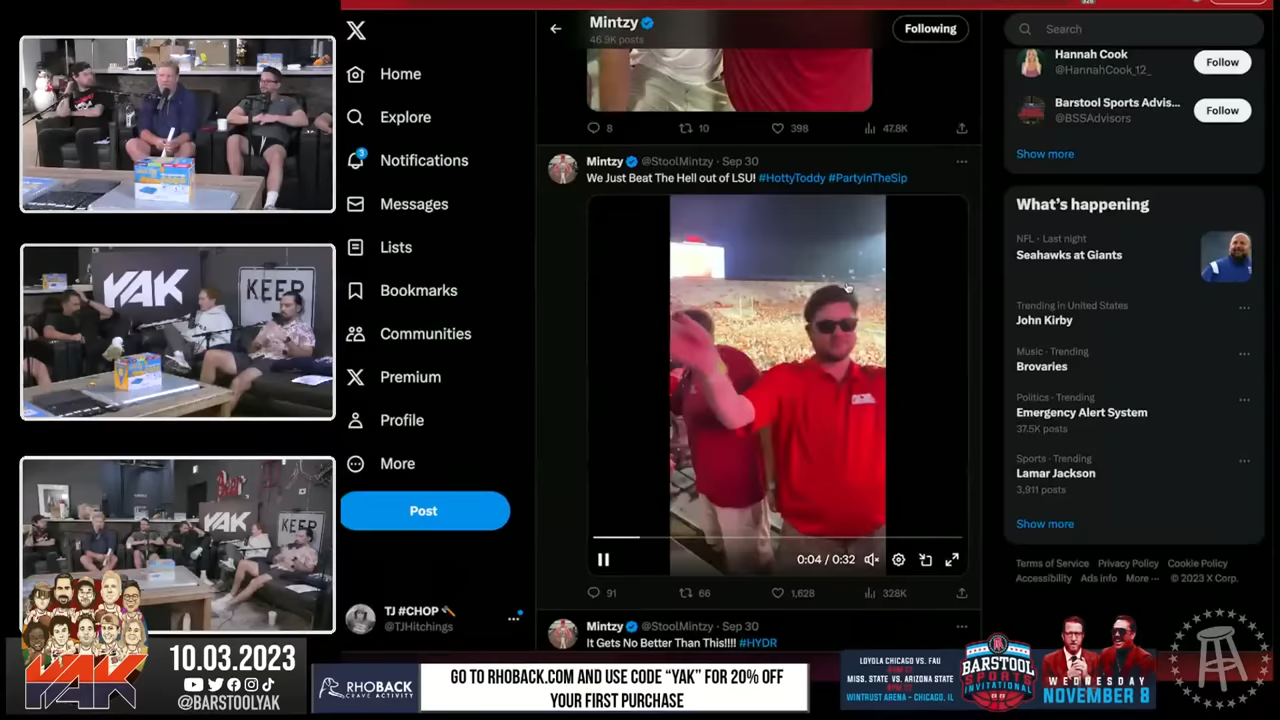 YAK
KEEP
Beer
YAK
KEEP
YAK
10.03.2023
@BARSTOOLYAK
Home
Explore
3
Notifications
Messages
Lists
Bookmarks
Communities
Premium
Profile
More
Post
TJ #CHOP
@TJHitchings
Mintzy
46.9K posts
Following
8
10
398
47.8K
Mintzy @StoolMintzy · Sep 30
We Just Beat The Hell out of LSU! #HottyToddy #PartyInTheSip
0:04 / 0:32
91
66
1,628
328K
Mintzy @StoolMintzy · Sep 30
It Gets No Better Than This!!!! #HYDR
Search
Hannah Cook
@HannahCook_12_
Follow
Barstool Sports Advis...
@BSSAdvisors
Follow
Show more
What's happening
NFL · Last night
Seahawks at Giants
Trending in United States
John Kirby
Music · Trending
Brovaries
Politics · Trending
Emergency Alert System
37.5K posts
Sports · Trending
Lamar Jackson
3,911 posts
Show more
Terms of Service Privacy Policy Cookie Policy
Accessibility Ads info More ··· © 2023 X Corp.
RHOBACK
ACTIVITY
GO TO RHOBACK.COM AND USE CODE "YAK" FOR 20% OFF
YOUR FIRST PURCHASE
LOYOLA CHICAGO VS. FAU
MISS. STATE VS. ARIZONA STATE
WINTRUST ARENA - CHICAGO, IL
BARSTOOL
SPORTS
INVITATIONAL
WEDNESDAY
NOVEMBER 8